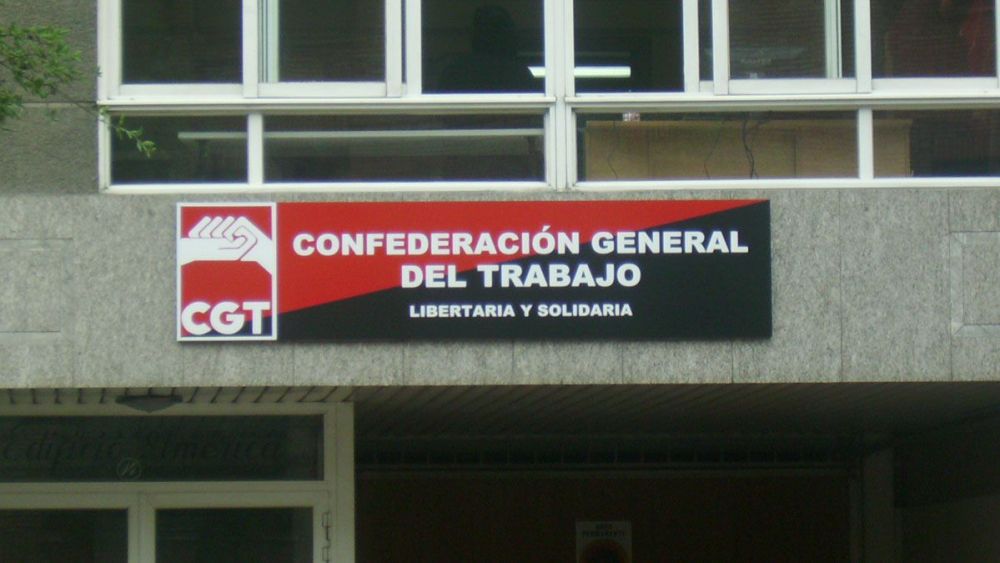 CONFEDERACIÓN GENERAL
DEL TRABAJO
LIBERTARIA Y SOLIDARIA
CGT
Edificio América